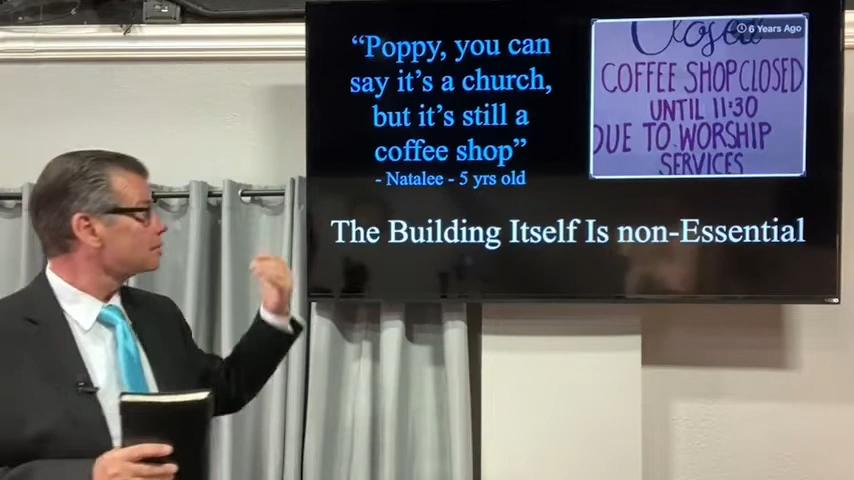 “Poppy, you can
say it’s a church,
but it’s still a
coffee shop”
- Natalee - 5 yrs old
Closed
6 Years Ago
COFFEE SHOP CLOSED
UNTIL 11:30
DUE TO WORSHIP
SERVICES
The Building Itself Is non-Essential